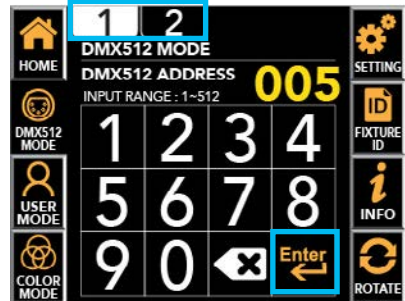 1 2
DMX512 MODE
DMX512 ADDRESS
INPUT RANGE : 1~512
005
HOME
DMX512
MODE
USER
MODE
COLOR
MODE
1 2 3 4
5 6 7 8
9 0 Enter
SETTING
ID
FIXTURE
ID
i
INFO
ROTATE